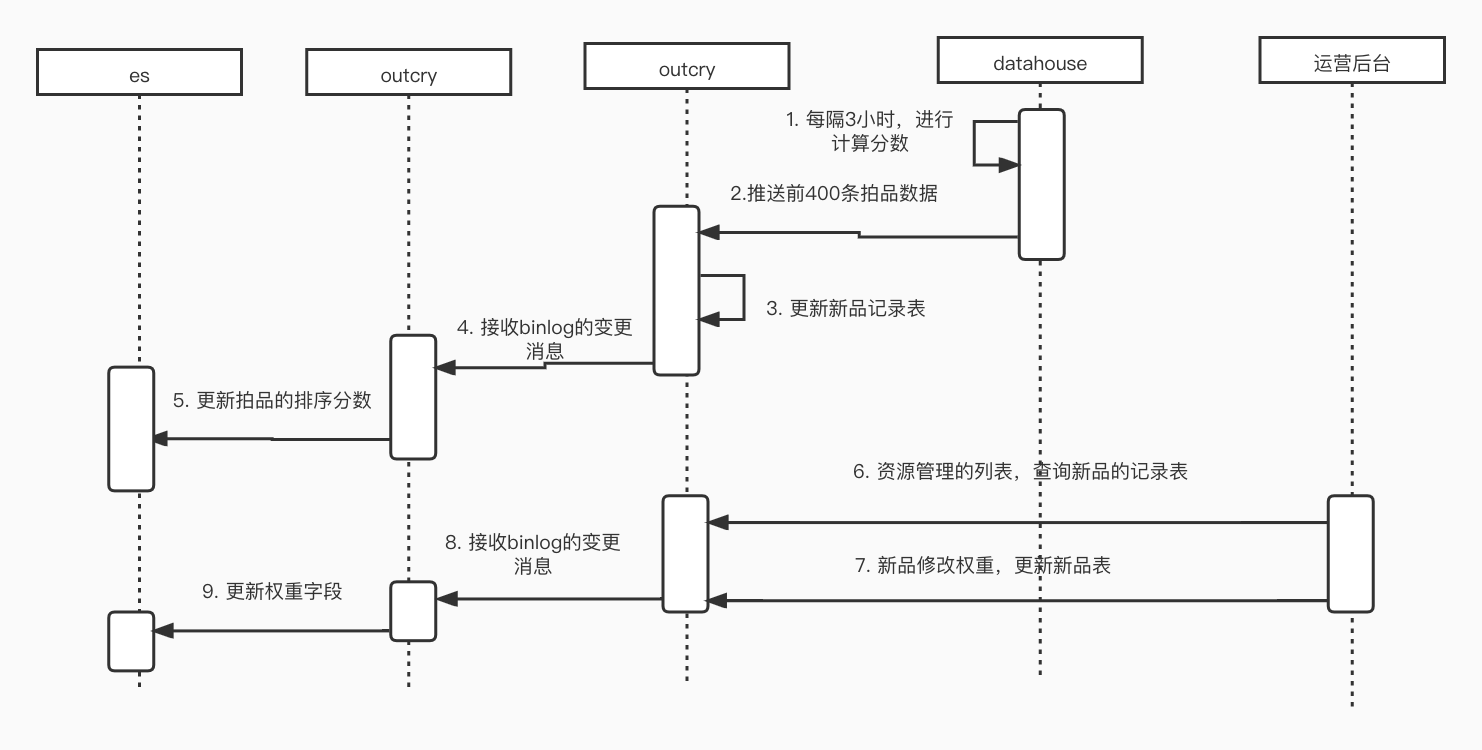 es
outcry
outcry
datahouse
运营后台
1. 每隔3小时，进行
计算分数
2.推送前400条拍品数据
3. 更新新品记录表
4. 接收binlog的变更
消息
5. 更新拍品的排序分数
6. 资源管理的列表，查询新品的记录表
7. 新品修改权重，更新新品表
8. 接收binlog的变更
消息
9. 更新权重字段